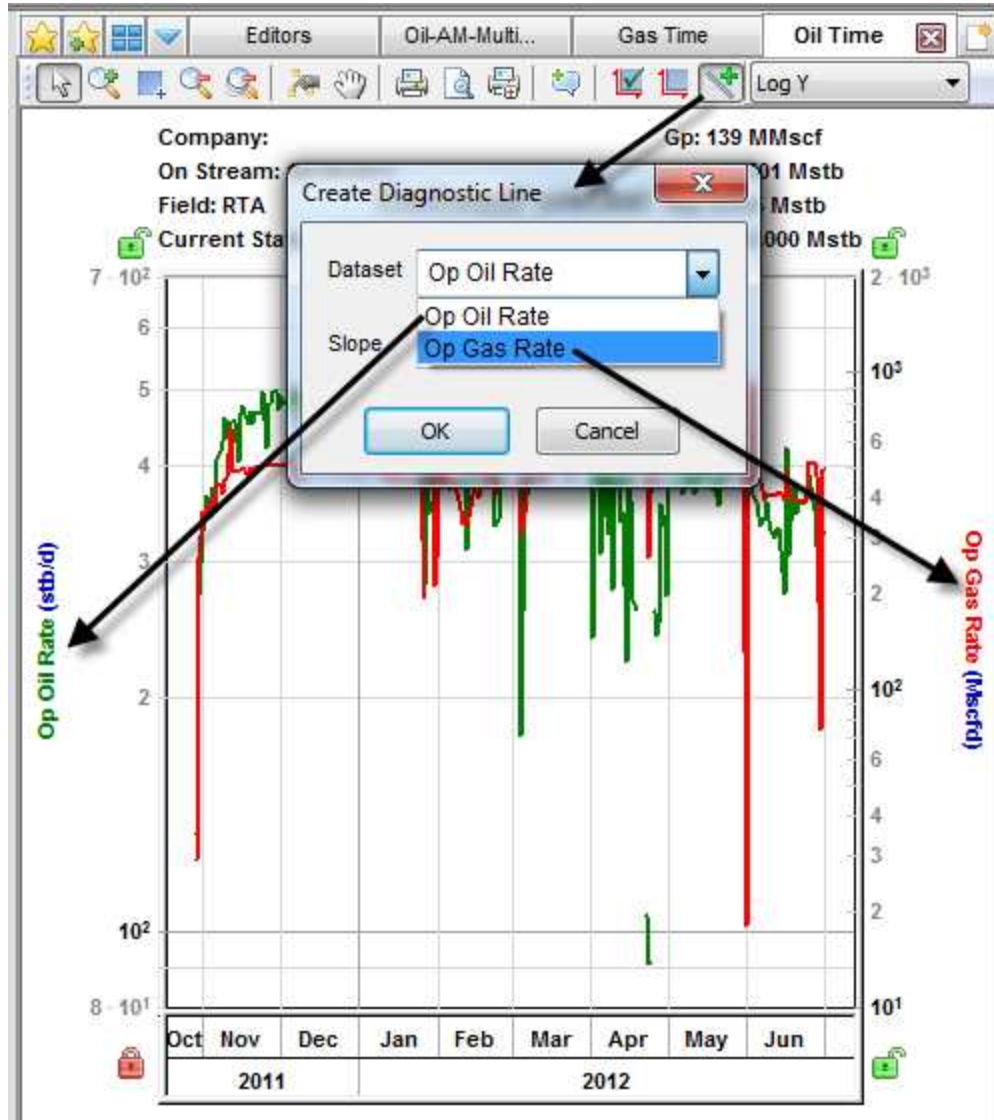 Editors Oil-AM-Multi... Gas Time Oil Time
Log Y
Company: Gp: 139 MMscf
On Stream: 01 Mstb
Field: RTA Mstb
Current Sta 000 Mstb
Create Diagnostic Line
Dataset Op Oil Rate
Op Oil Rate
Slope Op Gas Rate
OK Cancel
7 · 10² 2 · 10³
6
5 10³
6
4 4
3
2
2
10²
6
4
3
10² 2
8 · 10¹ 10¹
Op Oil Rate (stb/d)
Op Gas Rate (Mscfd)
Oct Nov Dec Jan Feb Mar Apr May Jun
2011 2012